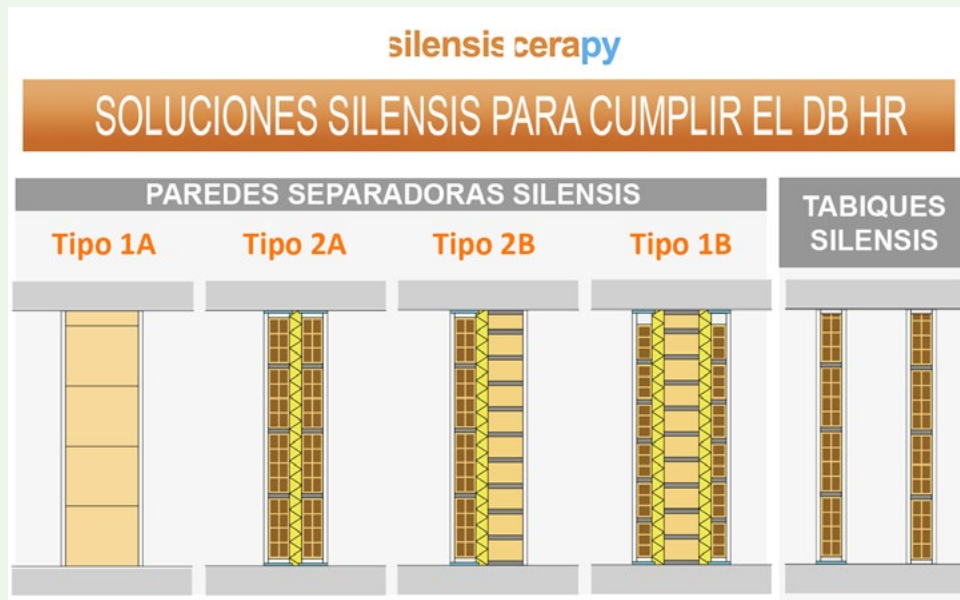 silensis cerapy
SOLUCIONES SILENSIS PARA CUMPLIR EL DB HR
PAREDES SEPARADORAS SILENSIS
TABIQUES
SILENSIS
Tipo 1A
Tipo 2A
Tipo 2B
Tipo 1B